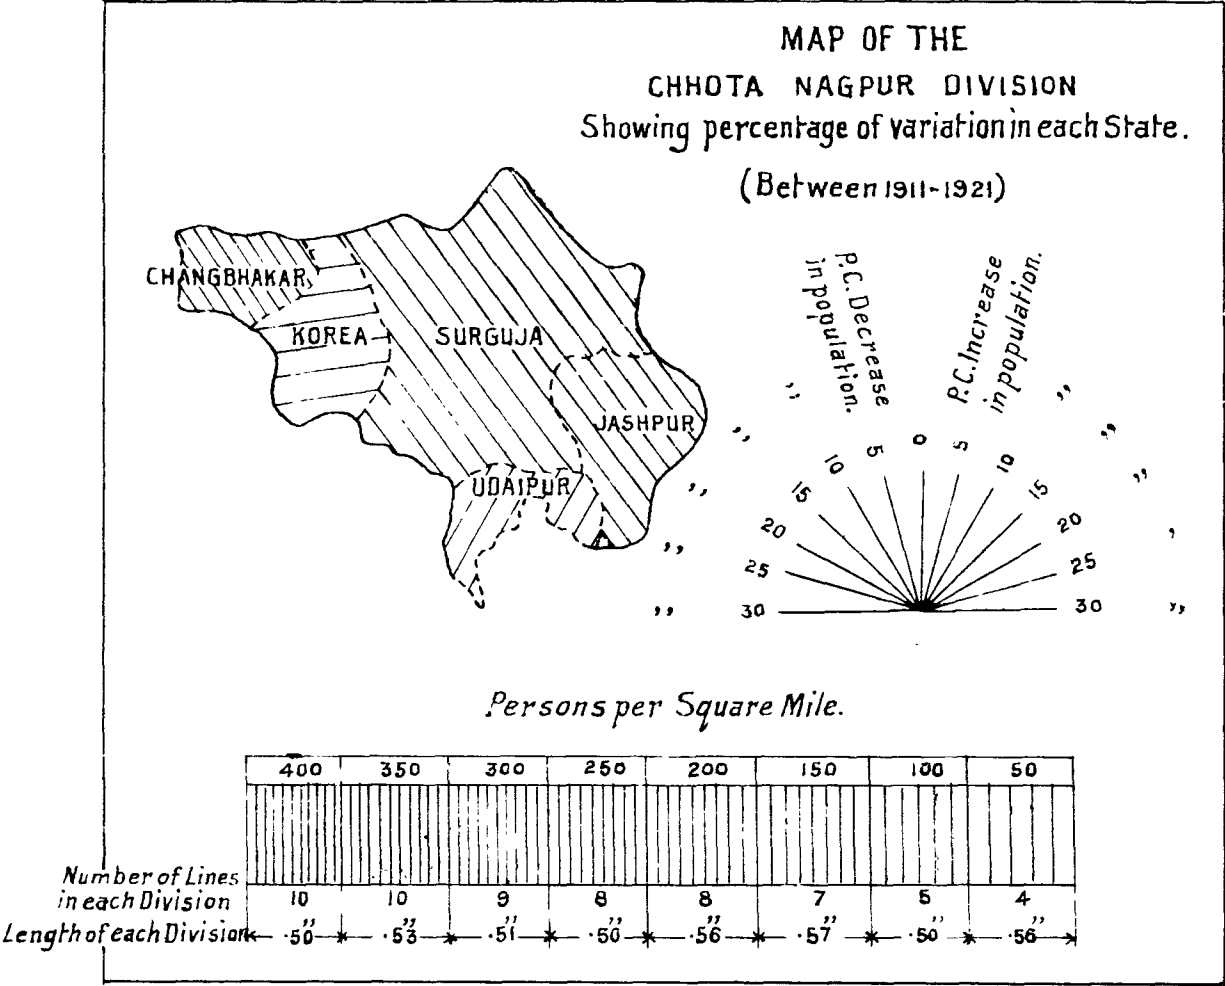 MAP OF THE
CHHOTA NAGPUR DIVISION
Showing percentage of variation in each State.
(Between 1911-1921)
CHANGBHAKAR
KOREA
SURGUJA
JASHPUR
UDAIPUR
P.C. Decrease
in population.
P.C. Increase
in population.
30 25 20 15 10 5 0 5 10 15 20 25 30
Persons per Square Mile.
400 350 300 250 200 150 100 50
Number of Lines
in each Division 10 10 9 8 8 7 5 4
Length of each Division ·50" ·53" ·51" ·50" ·56" ·57" ·50" ·56"